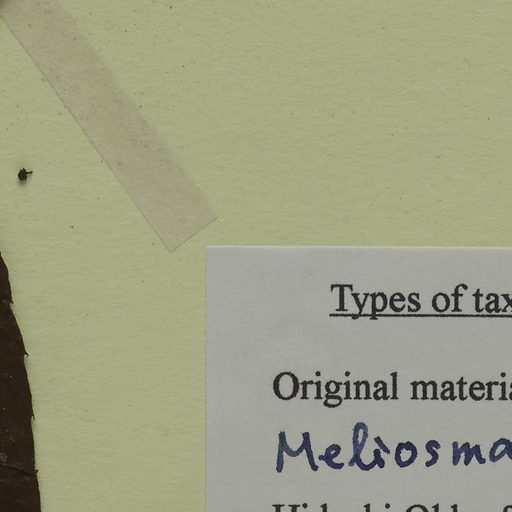 Types of tax
Original materia
Meliosma